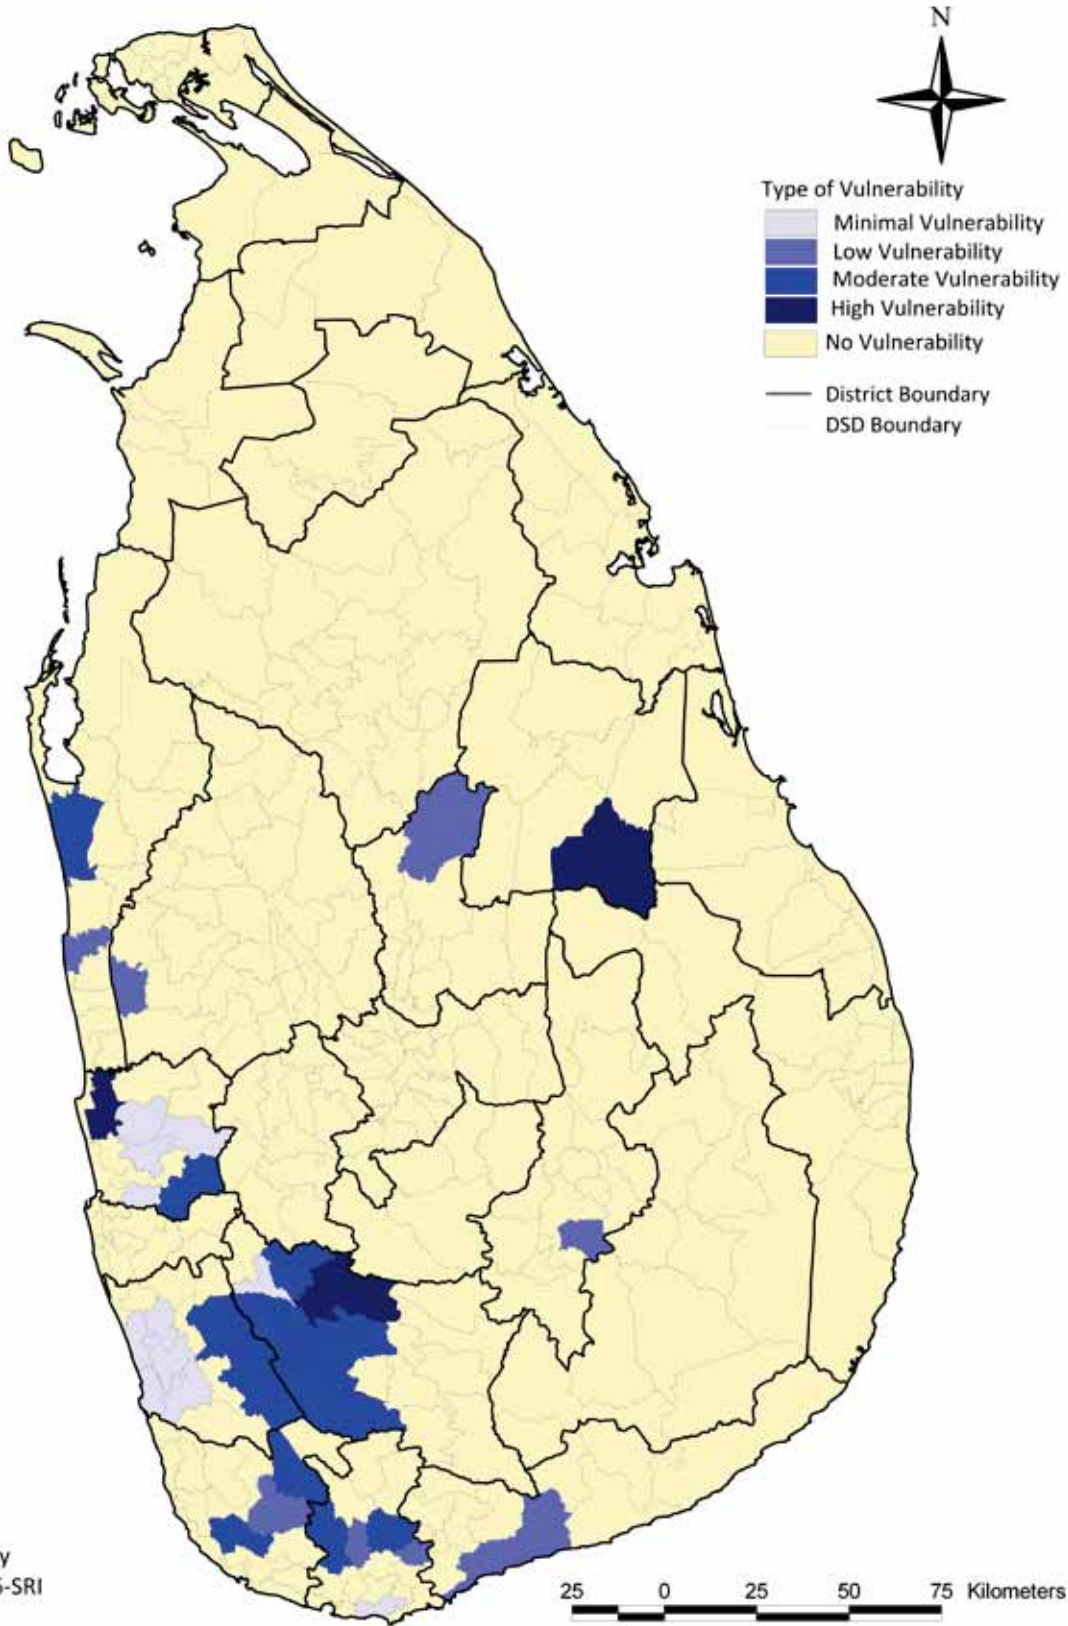 N
Type of Vulnerability
Minimal Vulnerability
Low Vulnerability
Moderate Vulnerability
High Vulnerability
No Vulnerability
District Boundary
DSD Boundary
y
-SRI
25 0 25 50 75 Kilometers